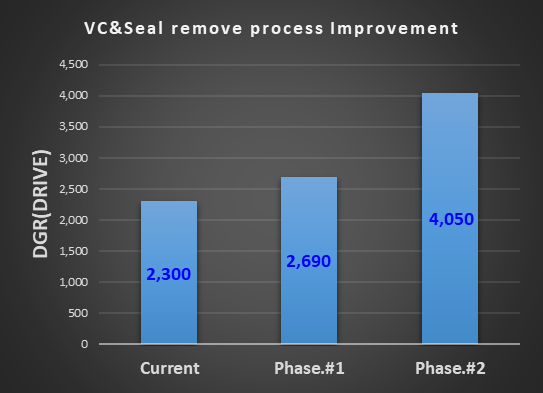 VC&Seal remove process Improvement
DGR(DRIVE)
4,500
4,000
3,500
3,000
2,500
2,000
1,500
1,000
500
0
2,300
2,690
4,050
Current
Phase.#1
Phase.#2